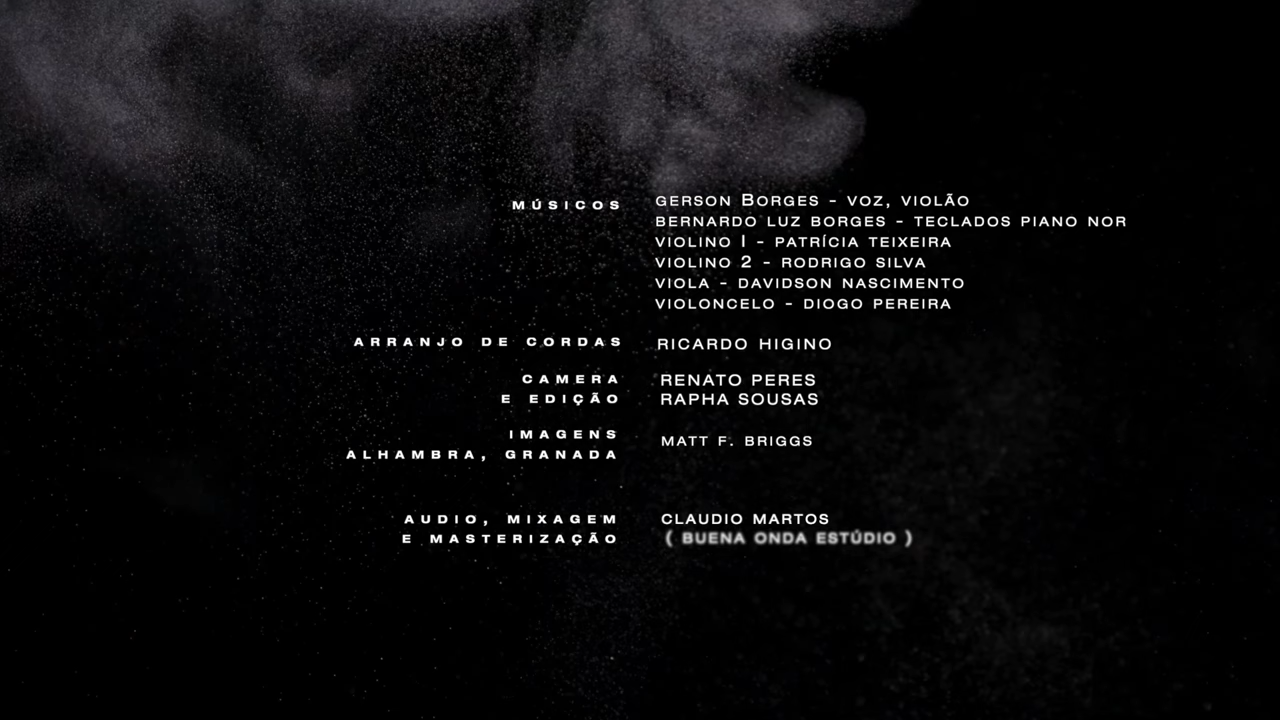 MÚSICOS GERSON BORGES - VOZ, VIOLÃO
BERNARDO LUZ BORGES - TECLADOS PIANO NOR
VIOLINO 1 - PATRÍCIA TEIXEIRA
VIOLINO 2 - RODRIGO SILVA
VIOLA - DAVIDSON NASCIMENTO
VIOLONCELO - DIOGO PEREIRA
ARRANJO DE CORDAS RICARDO HIGINO
CAMERA RENATO PERES
E EDIÇÃO RAPHA SOUSAS
IMAGENS
ALHAMBRA, GRANADA
MATT F. BRIGGS
AUDIO, MIXAGEM CLAUDIO MARTOS
E MASTERIZAÇÃO ( BUENA ONDA ESTÚDIO )